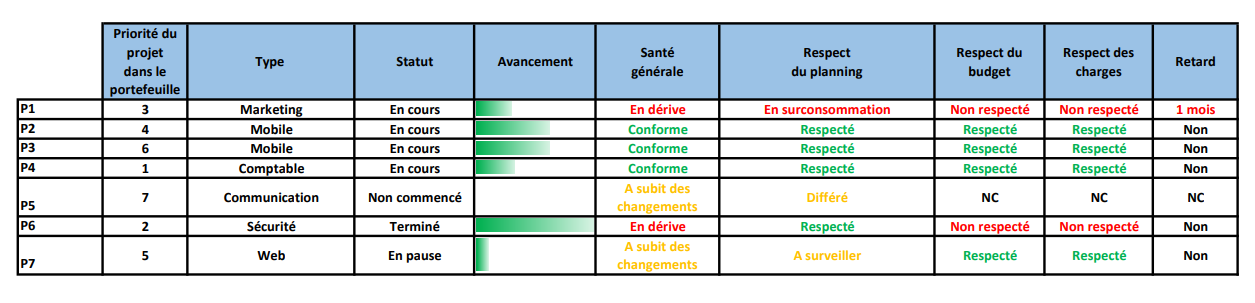 Priorité du projet dans le portefeuille Type Statut Avancement Santé générale Respect du planning Respect du budget Respect des charges Retard
P1 3 Marketing En cours En dérive En surconsommation Non respecté Non respecté 1 mois
P2 4 Mobile En cours Conforme Respecté Respecté Respecté Non
P3 6 Mobile En cours Conforme Respecté Respecté Respecté Non
P4 1 Comptable En cours Conforme Respecté Respecté Respecté Non
P5 7 Communication Non commencé A subit des changements Différé NC NC NC
P6 2 Sécurité Terminé En dérive Respecté Non respecté Non respecté Non
P7 5 Web En pause A subit des changements A surveiller Respecté Respecté Non